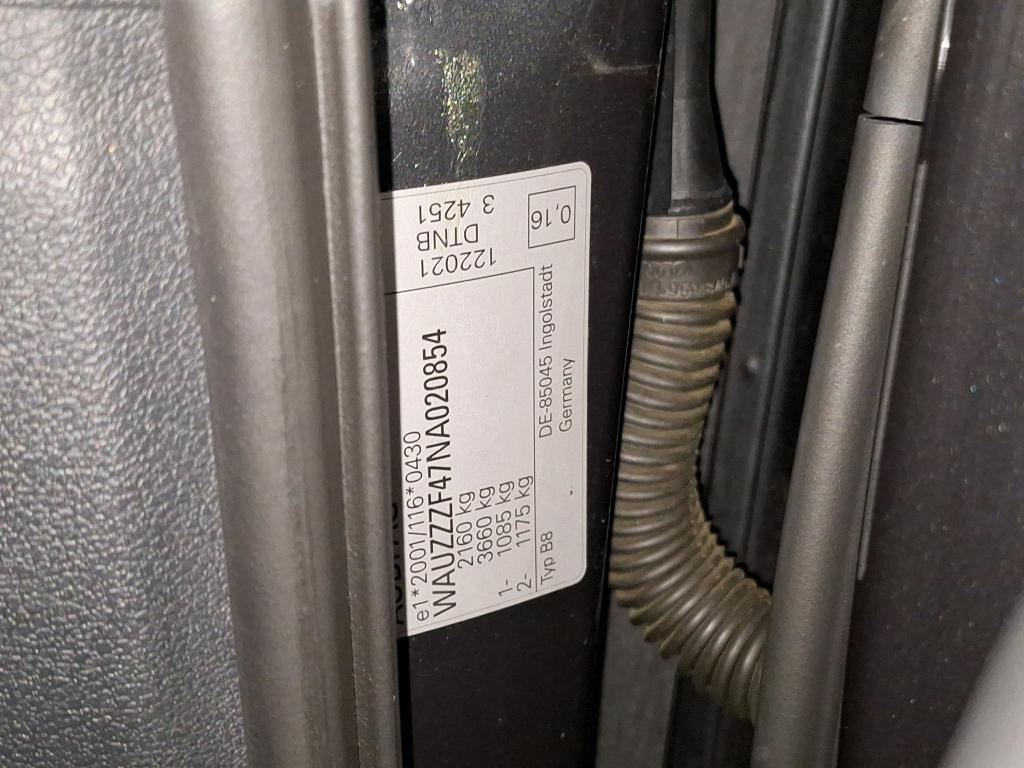 e1*2001/116*0430
WAUZZZF47NA020854
2160 kg
3660 kg
1- 1085 kg
2- 1175 kg
Typ B8
DE-85045 Ingolstadt
Germany
122021
DTNB
3 4251
0,16